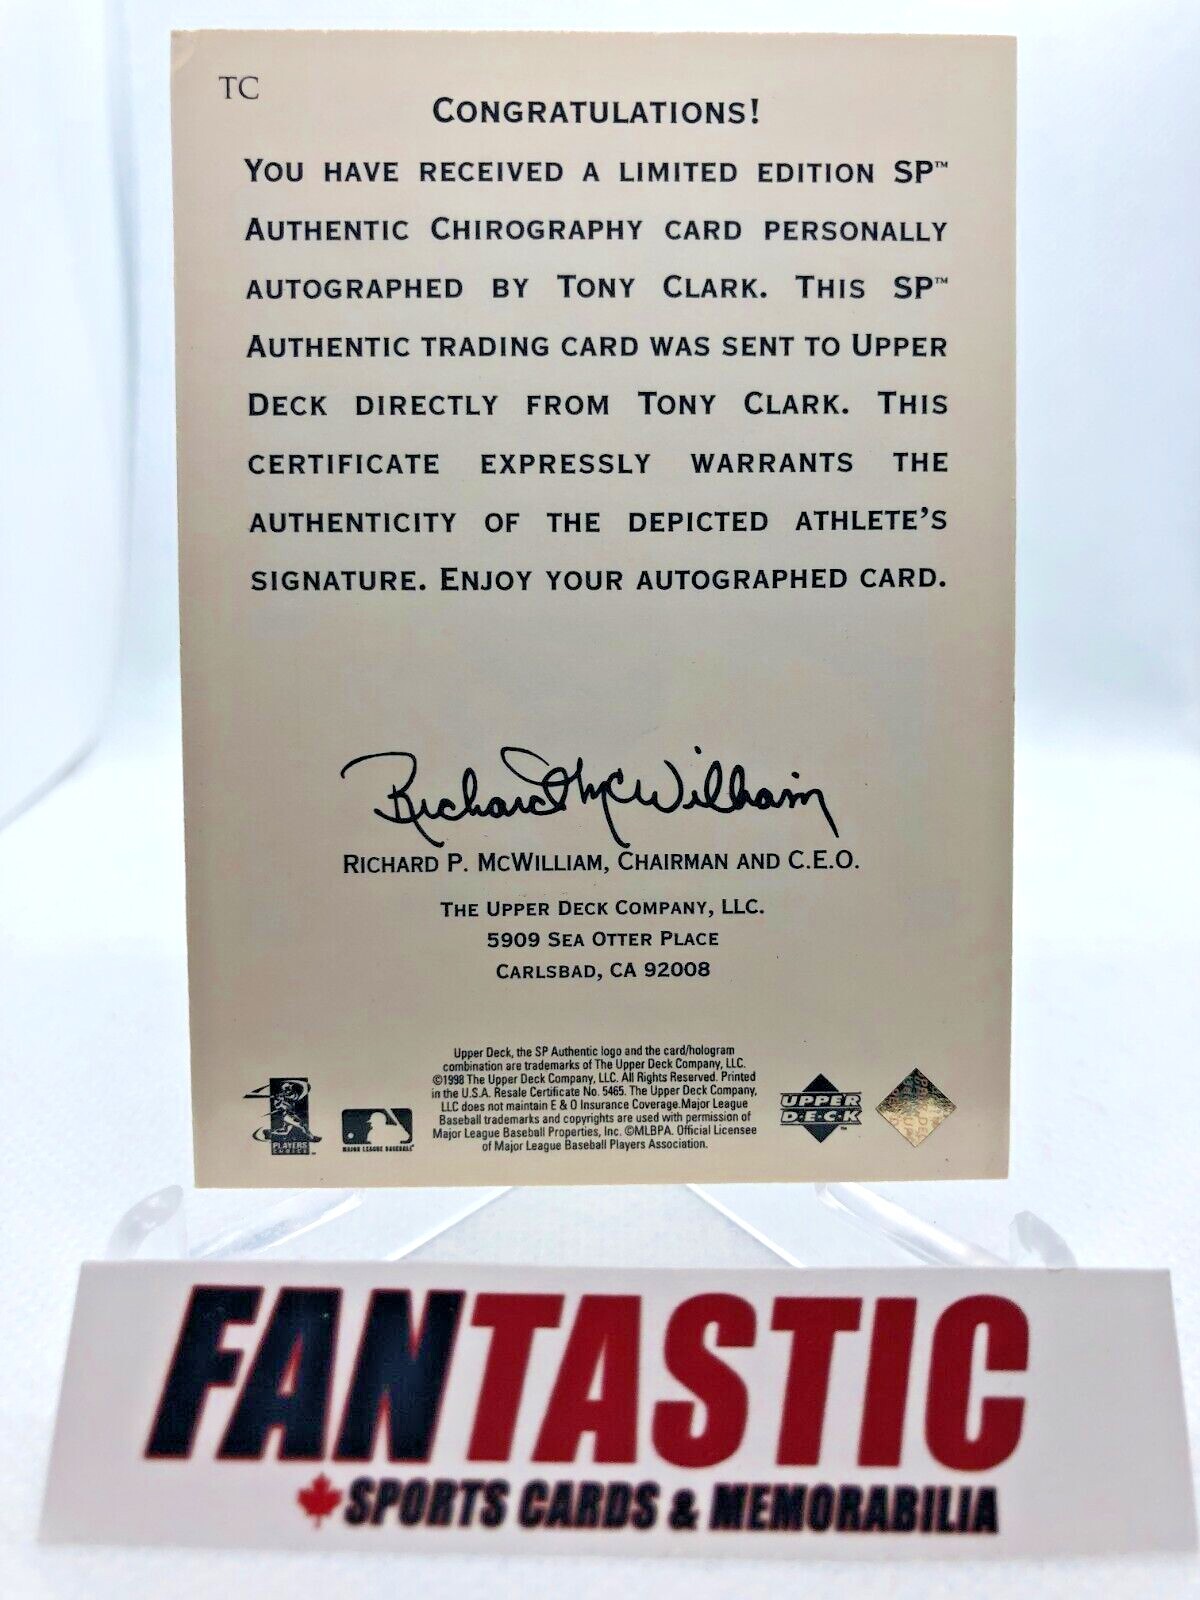 TC
CONGRATULATIONS!
YOU HAVE RECEIVED A LIMITED EDITION SP™
AUTHENTIC CHIROGRAPHY CARD PERSONALLY
AUTOGRAPHED BY TONY CLARK. THIS SP™
AUTHENTIC TRADING CARD WAS SENT TO UPPER
DECK DIRECTLY FROM TONY CLARK. THIS
CERTIFICATE EXPRESSLY WARRANTS THE
AUTHENTICITY OF THE DEPICTED ATHLETE'S
SIGNATURE. ENJOY YOUR AUTOGRAPHED CARD.
Richard McWilliam
RICHARD P. MCWILLIAM, CHAIRMAN AND C.E.O.
THE UPPER DECK COMPANY, LLC.
5909 SEA OTTER PLACE
CARLSBAD, CA 92008
Upper Deck, the SP Authentic logo and the card/hologram
combination are trademarks of The Upper Deck Company, LLC.
©1998 The Upper Deck Company, LLC. All Rights Reserved. Printed
in the U.S.A. Resale Certificate No. 5465. The Upper Deck Company,
LLC does not maintain E & O Insurance Coverage.Major League
Baseball trademarks and copyrights are used with permission of
Major League Baseball Properties, Inc. ©MLBPA. Official Licensee
of Major League Baseball Players Association.
PLAYERS
CHOICE
MAJOR LEAGUE BASEBALL
UPPER
D·E·C·K
FANTASTIC
SPORTS CARDS & MEMORABILIA